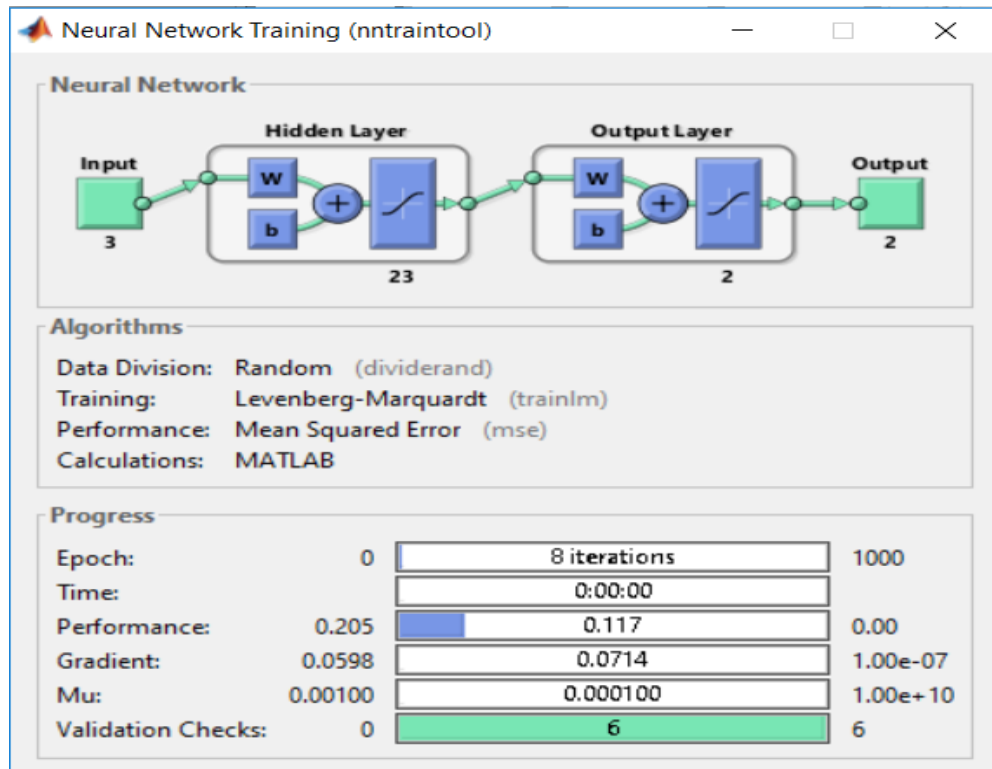 Neural Network Training (nntraintool)
Neural Network
Hidden Layer Output Layer
Input Output
W W
b b
3 23 2 2
Algorithms
Data Division: Random (dividerand)
Training: Levenberg-Marquardt (trainlm)
Performance: Mean Squared Error (mse)
Calculations: MATLAB
Progress
Epoch: 0 8 iterations 1000
Time: 0:00:00
Performance: 0.205 0.117 0.00
Gradient: 0.0598 0.0714 1.00e-07
Mu: 0.00100 0.000100 1.00e+10
Validation Checks: 0 6 6